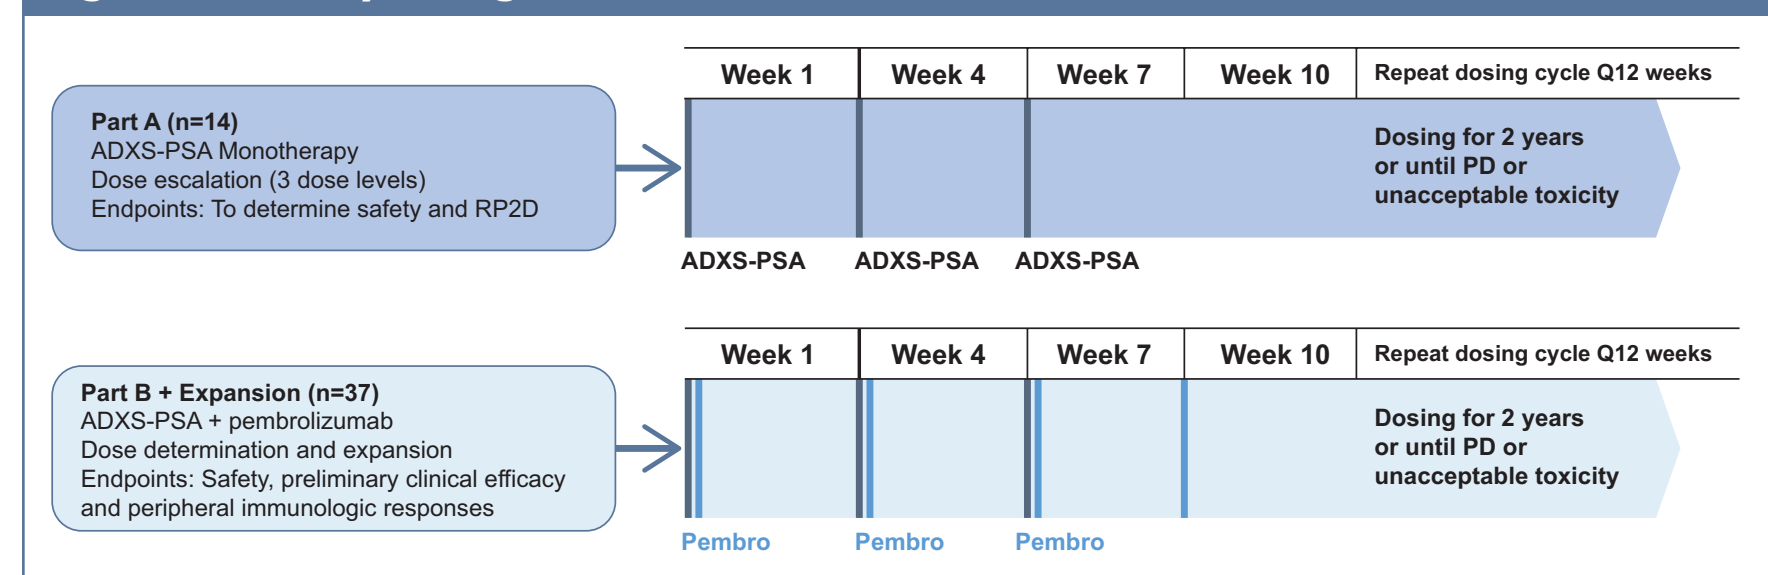 Part A (n=14)
ADXS-PSA Monotherapy
Dose escalation (3 dose levels)
Endpoints: To determine safety and RP2D
Week 1 Week 4 Week 7 Week 10 Repeat dosing cycle Q12 weeks
Dosing for 2 years
or until PD or
unacceptable toxicity
ADXS-PSA ADXS-PSA ADXS-PSA
Part B + Expansion (n=37)
ADXS-PSA + pembrolizumab
Dose determination and expansion
Endpoints: Safety, preliminary clinical efficacy
and peripheral immunologic responses
Week 1 Week 4 Week 7 Week 10 Repeat dosing cycle Q12 weeks
Dosing for 2 years
or until PD or
unacceptable toxicity
Pembro Pembro Pembro